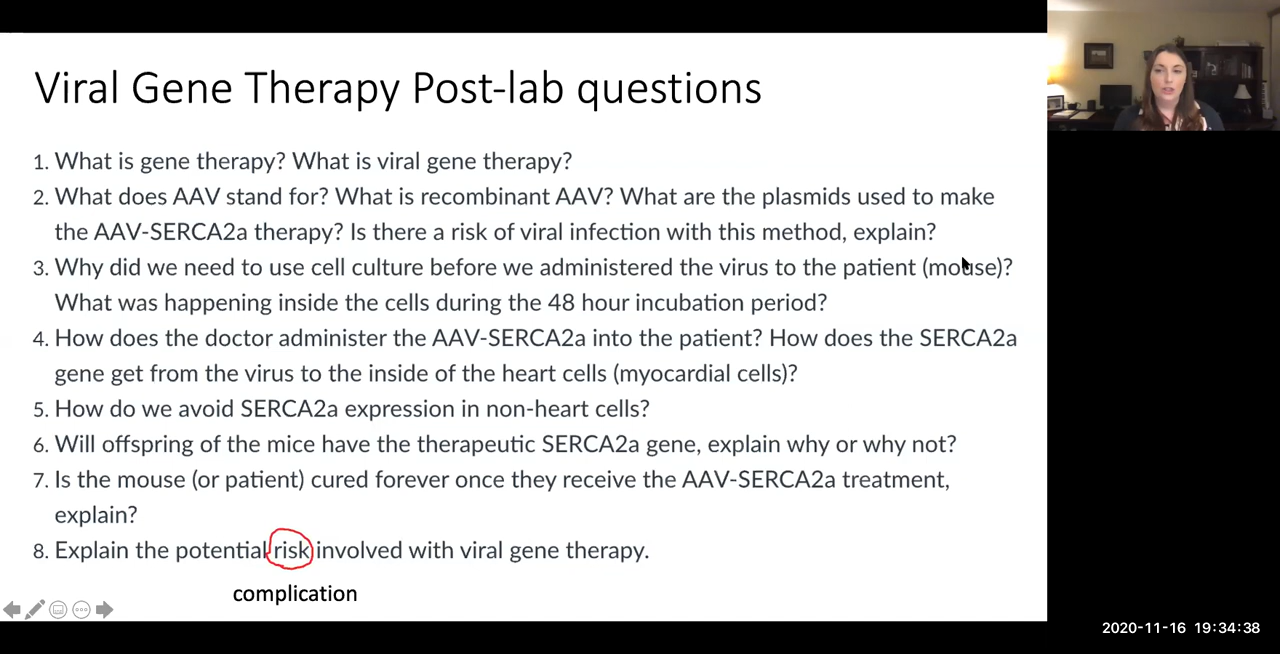 Viral Gene Therapy Post-lab questions
1. What is gene therapy? What is viral gene therapy?
2. What does AAV stand for? What is recombinant AAV? What are the plasmids used to make
the AAV-SERCA2a therapy? Is there a risk of viral infection with this method, explain?
3. Why did we need to use cell culture before we administered the virus to the patient (mouse)?
What was happening inside the cells during the 48 hour incubation period?
4. How does the doctor administer the AAV-SERCA2a into the patient? How does the SERCA2a
gene get from the virus to the inside of the heart cells (myocardial cells)?
5. How do we avoid SERCA2a expression in non-heart cells?
6. Will offspring of the mice have the therapeutic SERCA2a gene, explain why or why not?
7. Is the mouse (or patient) cured forever once they receive the AAV-SERCA2a treatment,
explain?
8. Explain the potential risk involved with viral gene therapy.
complication
2020-11-16 19:34:38